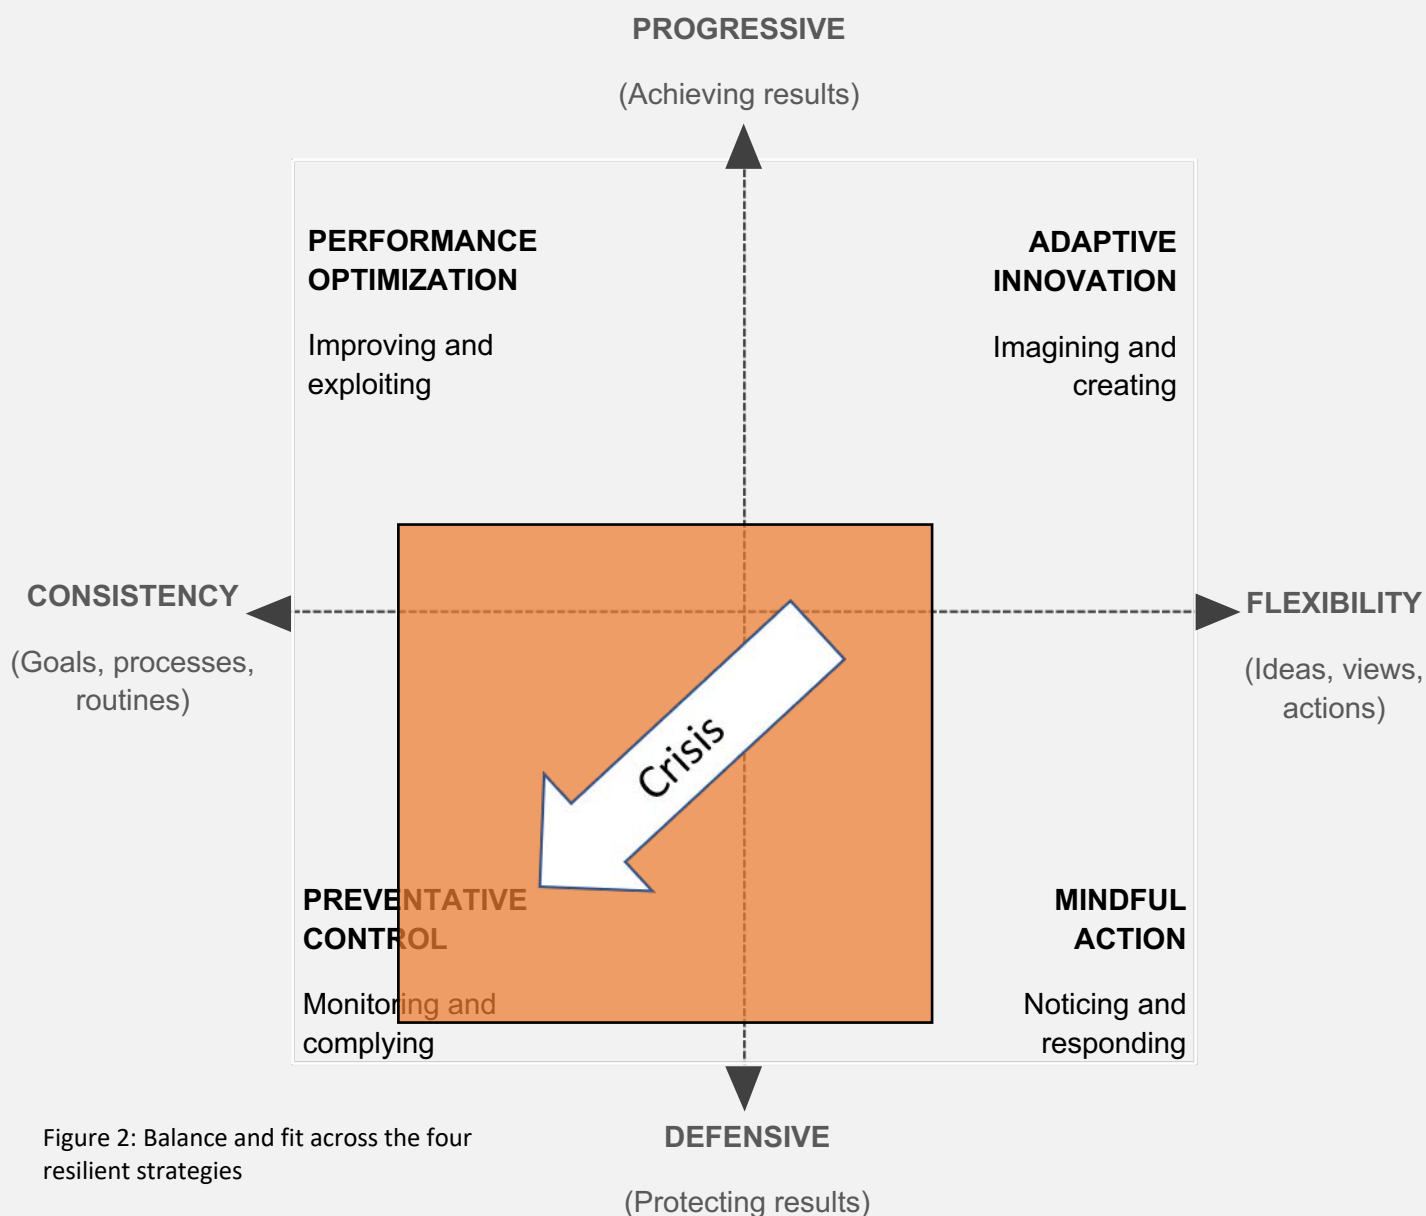 PROGRESSIVE
(Achieving results)
PERFORMANCE
OPTIMIZATION
Improving and
exploiting
ADAPTIVE
INNOVATION
Imagining and
creating
CONSISTENCY
(Goals, processes,
routines)
FLEXIBILITY
(Ideas, views,
actions)
Crisis
PREVENTATIVE
CONTROL
Monitoring and
complying
MINDFUL
ACTION
Noticing and
responding
Figure 2: Balance and fit across the four
resilient strategies
DEFENSIVE
(Protecting results)